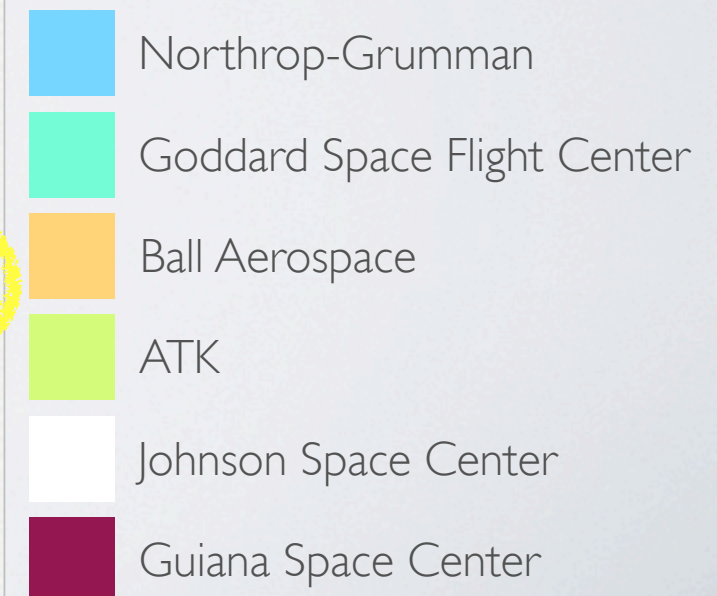 Northrop-Grumman
Goddard Space Flight Center
Ball Aerospace
ATK
Johnson Space Center
Guiana Space Center